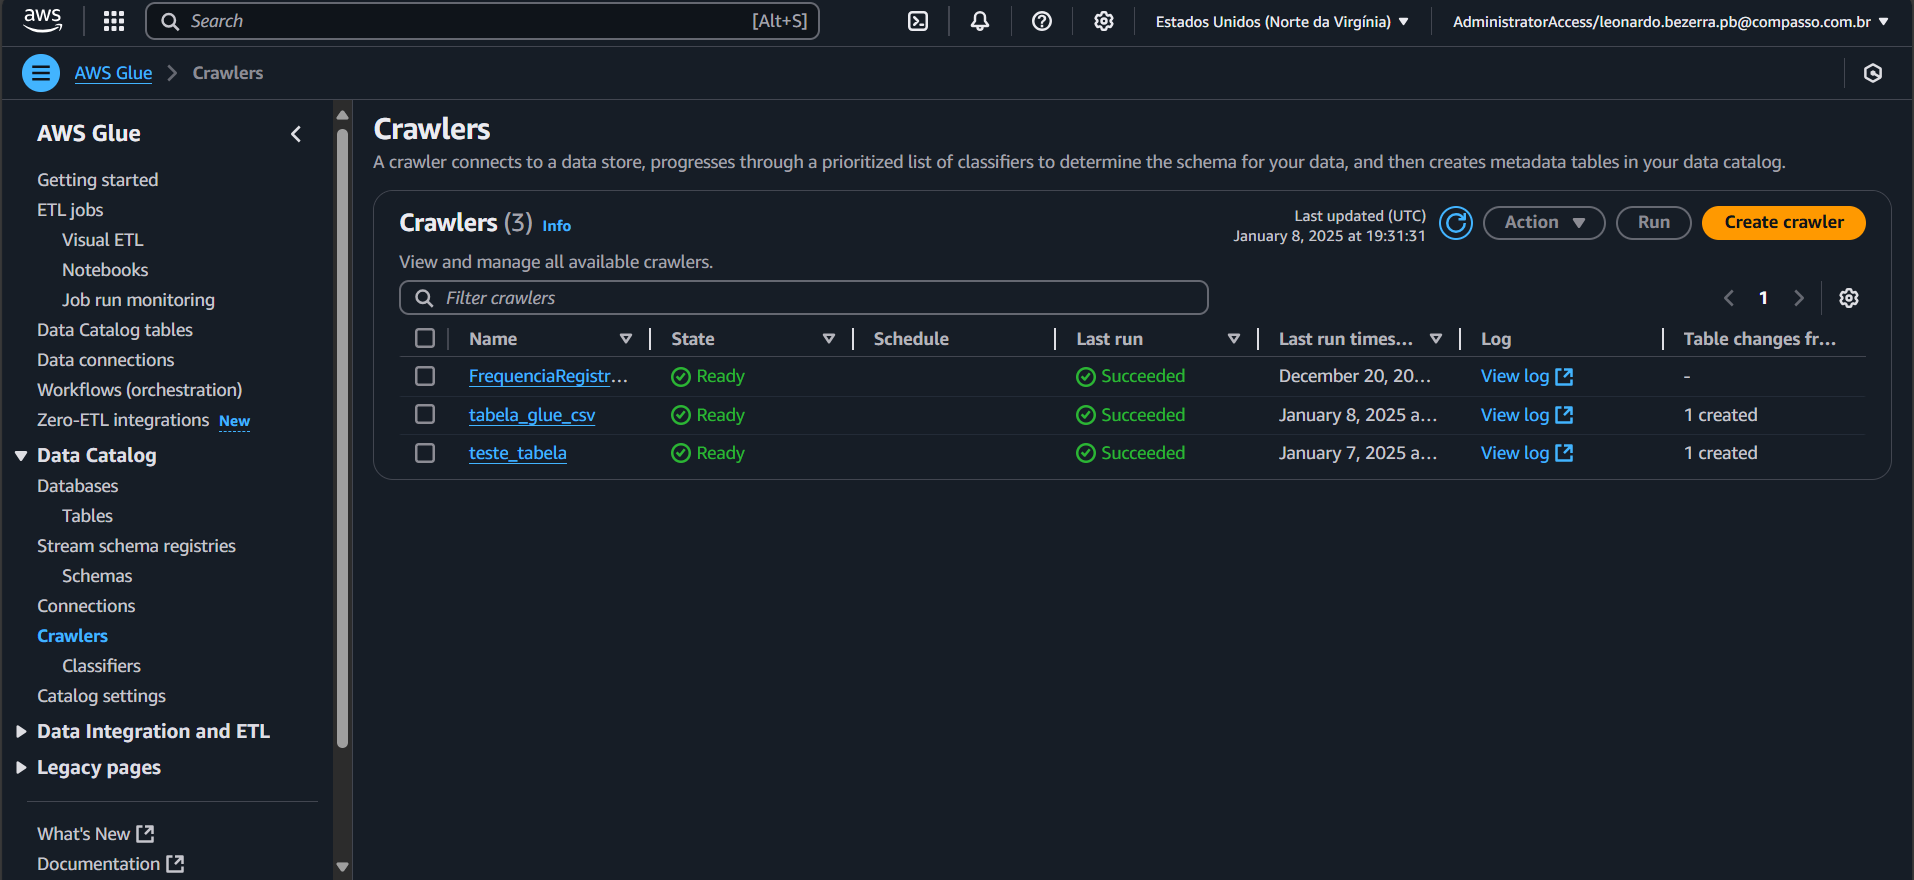 aws
Search [Alt+S]
Estados Unidos (Norte da Virgínia)
AdministratorAccess/leonardo.bezerra.pb@compasso.com.br
AWS Glue > Crawlers
AWS Glue
Getting started
ETL jobs
Visual ETL
Notebooks
Job run monitoring
Data Catalog tables
Data connections
Workflows (orchestration)
Zero-ETL integrations New
Data Catalog
Databases
Tables
Stream schema registries
Schemas
Connections
Crawlers
Classifiers
Catalog settings
Data Integration and ETL
Legacy pages
What's New
Documentation
Crawlers
A crawler connects to a data store, progresses through a prioritized list of classifiers to determine the schema for your data, and then creates metadata tables in your data catalog.
Crawlers (3) Info
Last updated (UTC)
January 8, 2025 at 19:31:31
Action
Run
Create crawler
View and manage all available crawlers.
Filter crawlers
1
Name State Schedule Last run Last run times... Log Table changes fr...
FrequenciaRegistr... Ready Succeeded December 20, 20... View log -
tabela_glue_csv Ready Succeeded January 8, 2025 a... View log 1 created
teste_tabela Ready Succeeded January 7, 2025 a... View log 1 created